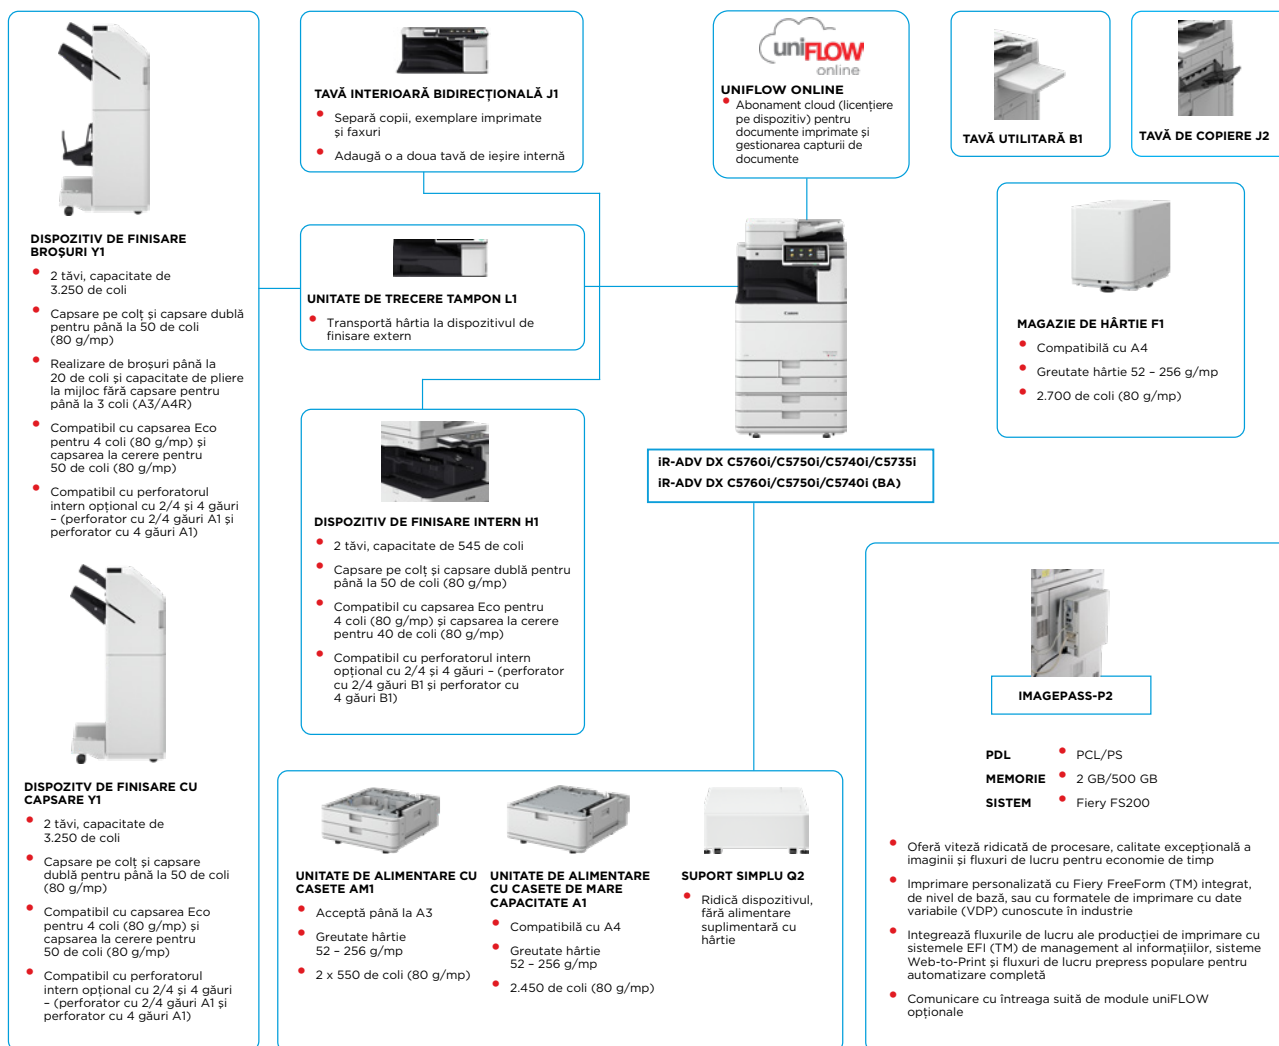 DISPOZITIV DE FINISARE
BROȘURI Y1
• 2 tăvi, capacitate de
3.250 de coli
• Capsare pe colț și capsare dublă
pentru până la 50 de coli
(80 g/mp)
• Realizare de broșuri până la
20 de coli și capacitate de pliere
la mijloc fără capsare pentru
până la 3 coli (A3/A4R)
• Compatibil cu capsarea Eco
pentru 4 coli (80 g/mp) și
capsarea la cerere pentru
50 de coli (80 g/mp)
• Compatibil cu perforatorul
intern opțional cu 2/4 și 4 găuri
– (perforator cu 2/4 găuri A1 și
perforator cu 4 găuri A1)
DISPOZITV DE FINISARE CU
CAPSARE Y1
• 2 tăvi, capacitate de
3.250 de coli
• Capsare pe colț și capsare
dublă pentru până la 50 de coli
(80 g/mp)
• Compatibil cu capsarea Eco
pentru 4 coli (80 g/mp) și
capsarea la cerere pentru
50 de coli (80 g/mp)
• Compatibil cu perforatorul
intern opțional cu 2/4 și 4 găuri
– (perforator cu 2/4 găuri A1 și
perforator cu 4 găuri A1)
TAVĂ INTERIOARĂ BIDIRECȚIONALĂ J1
• Separă copii, exemplare imprimate
și faxuri
• Adaugă o a doua tavă de ieșire internă
UNITATE DE TRECERE TAMPON L1
• Transportă hârtia la dispozitivul de
finisare extern
DISPOZITIV DE FINISARE INTERN H1
• 2 tăvi, capacitate de 545 de coli
• Capsare pe colț și capsare dublă pentru
până la 50 de coli (80 g/mp)
• Compatibil cu capsarea Eco pentru
4 coli (80 g/mp) și capsarea la cerere
pentru 40 de coli (80 g/mp)
• Compatibil cu perforatorul intern
opțional cu 2/4 și 4 găuri – (perforator
cu 2/4 găuri B1 și perforator cu
4 găuri B1)
uniFLOW
online
UNIFLOW ONLINE
• Abonament cloud (licențiere
pe dispozitiv) pentru
documente imprimate și
gestionarea capturii de
documente
Canon
iR-ADV DX C5760i/C5750i/C5740i/C5735i
iR-ADV DX C5760i/C5750i/C5740i (BA)
TAVĂ UTILITARĂ B1
TAVĂ DE COPIERE J2
MAGAZIE DE HÂRTIE F1
• Compatibilă cu A4
• Greutate hârtie 52 – 256 g/mp
• 2.700 de coli (80 g/mp)
UNITATE DE ALIMENTARE CU
CASETE AM1
• Acceptă până la A3
• Greutate hârtie
52 – 256 g/mp
• 2 x 550 de coli (80 g/mp)
UNITATE DE ALIMENTARE
CU CASETE DE MARE
CAPACITATE A1
• Compatibilă cu A4
• Greutate hârtie
52 – 256 g/mp
• 2.450 de coli (80 g/mp)
SUPORT SIMPLU Q2
• Ridică dispozitivul,
fără alimentare
suplimentară cu
hârtie
IMAGEPASS-P2
PDL • PCL/PS
MEMORIE • 2 GB/500 GB
SISTEM • Fiery FS200
• Oferă viteză ridicată de procesare, calitate excepțională a
imaginii și fluxuri de lucru pentru economie de timp
• Imprimare personalizată cu Fiery FreeForm (TM) integrat,
de nivel de bază, sau cu formatele de imprimare cu date
variabile (VDP) cunoscute în industrie
• Integrează fluxurile de lucru ale producției de imprimare cu
sistemele EFI (TM) de management al informațiilor, sisteme
Web-to-Print și fluxuri de lucru prepress populare pentru
automatizare completă
• Comunicare cu întreaga suită de module uniFLOW
opționale